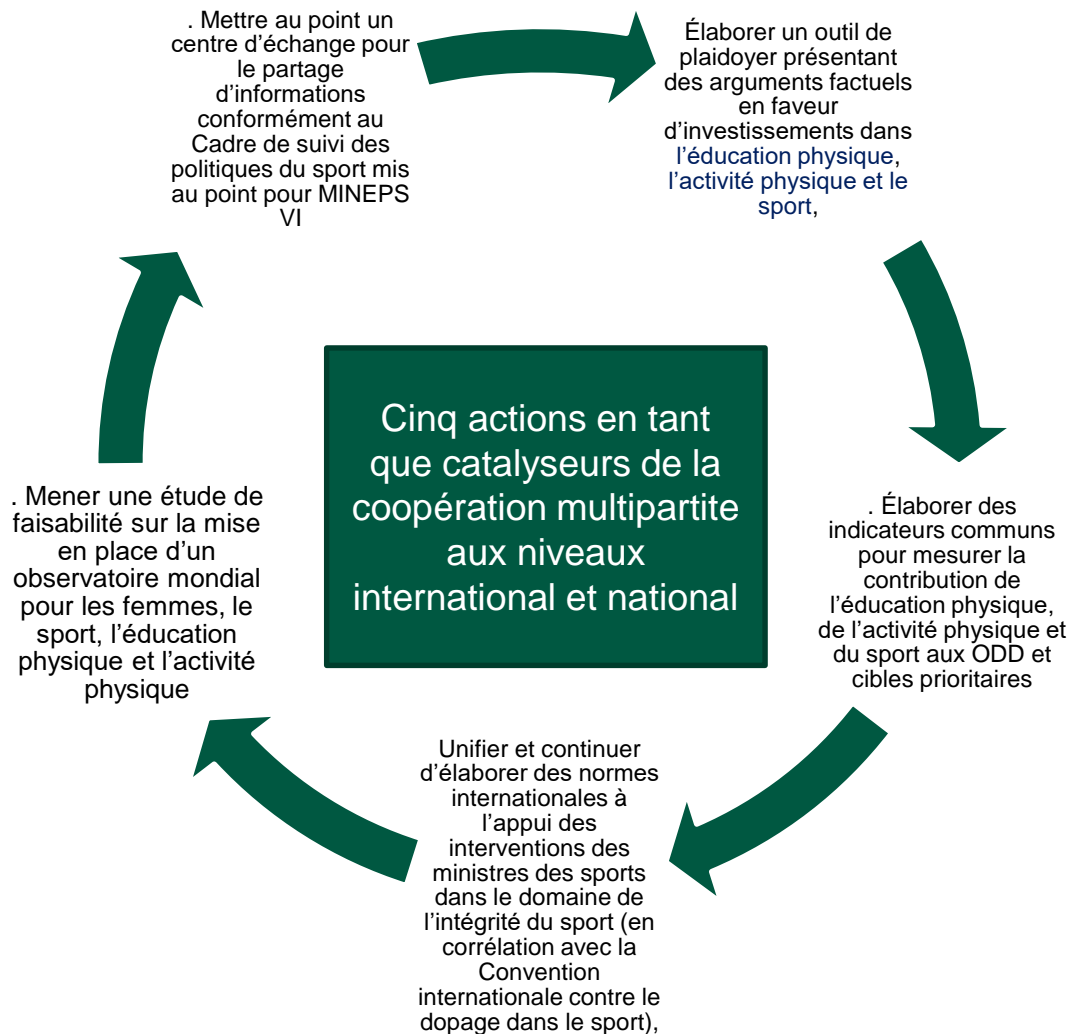 . Mettre au point un
centre d’échange pour
le partage
d’informations
conformément au
Cadre de suivi des
politiques du sport mis
au point pour MINEPS
VI
Élaborer un outil de
plaidoyer présentant
des arguments factuels
en faveur
d’investissements dans
l’éducation physique,
l’activité physique et le
sport,
. Élaborer des
indicateurs communs
pour mesurer la
contribution de
l’éducation physique,
de l’activité physique et
du sport aux ODD et
cibles prioritaires
Unifier et continuer
d’élaborer des normes
internationales à
l’appui des
interventions des
ministres des sports
dans le domaine de
l’intégrité du sport (en
corrélation avec la
Convention
internationale contre le
dopage dans le sport),
. Mener une étude de
faisabilité sur la mise
en place d’un
observatoire mondial
pour les femmes, le
sport, l’éducation
physique et l’activité
physique
Cinq actions en tant
que catalyseurs de la
coopération multipartite
aux niveaux
international et national